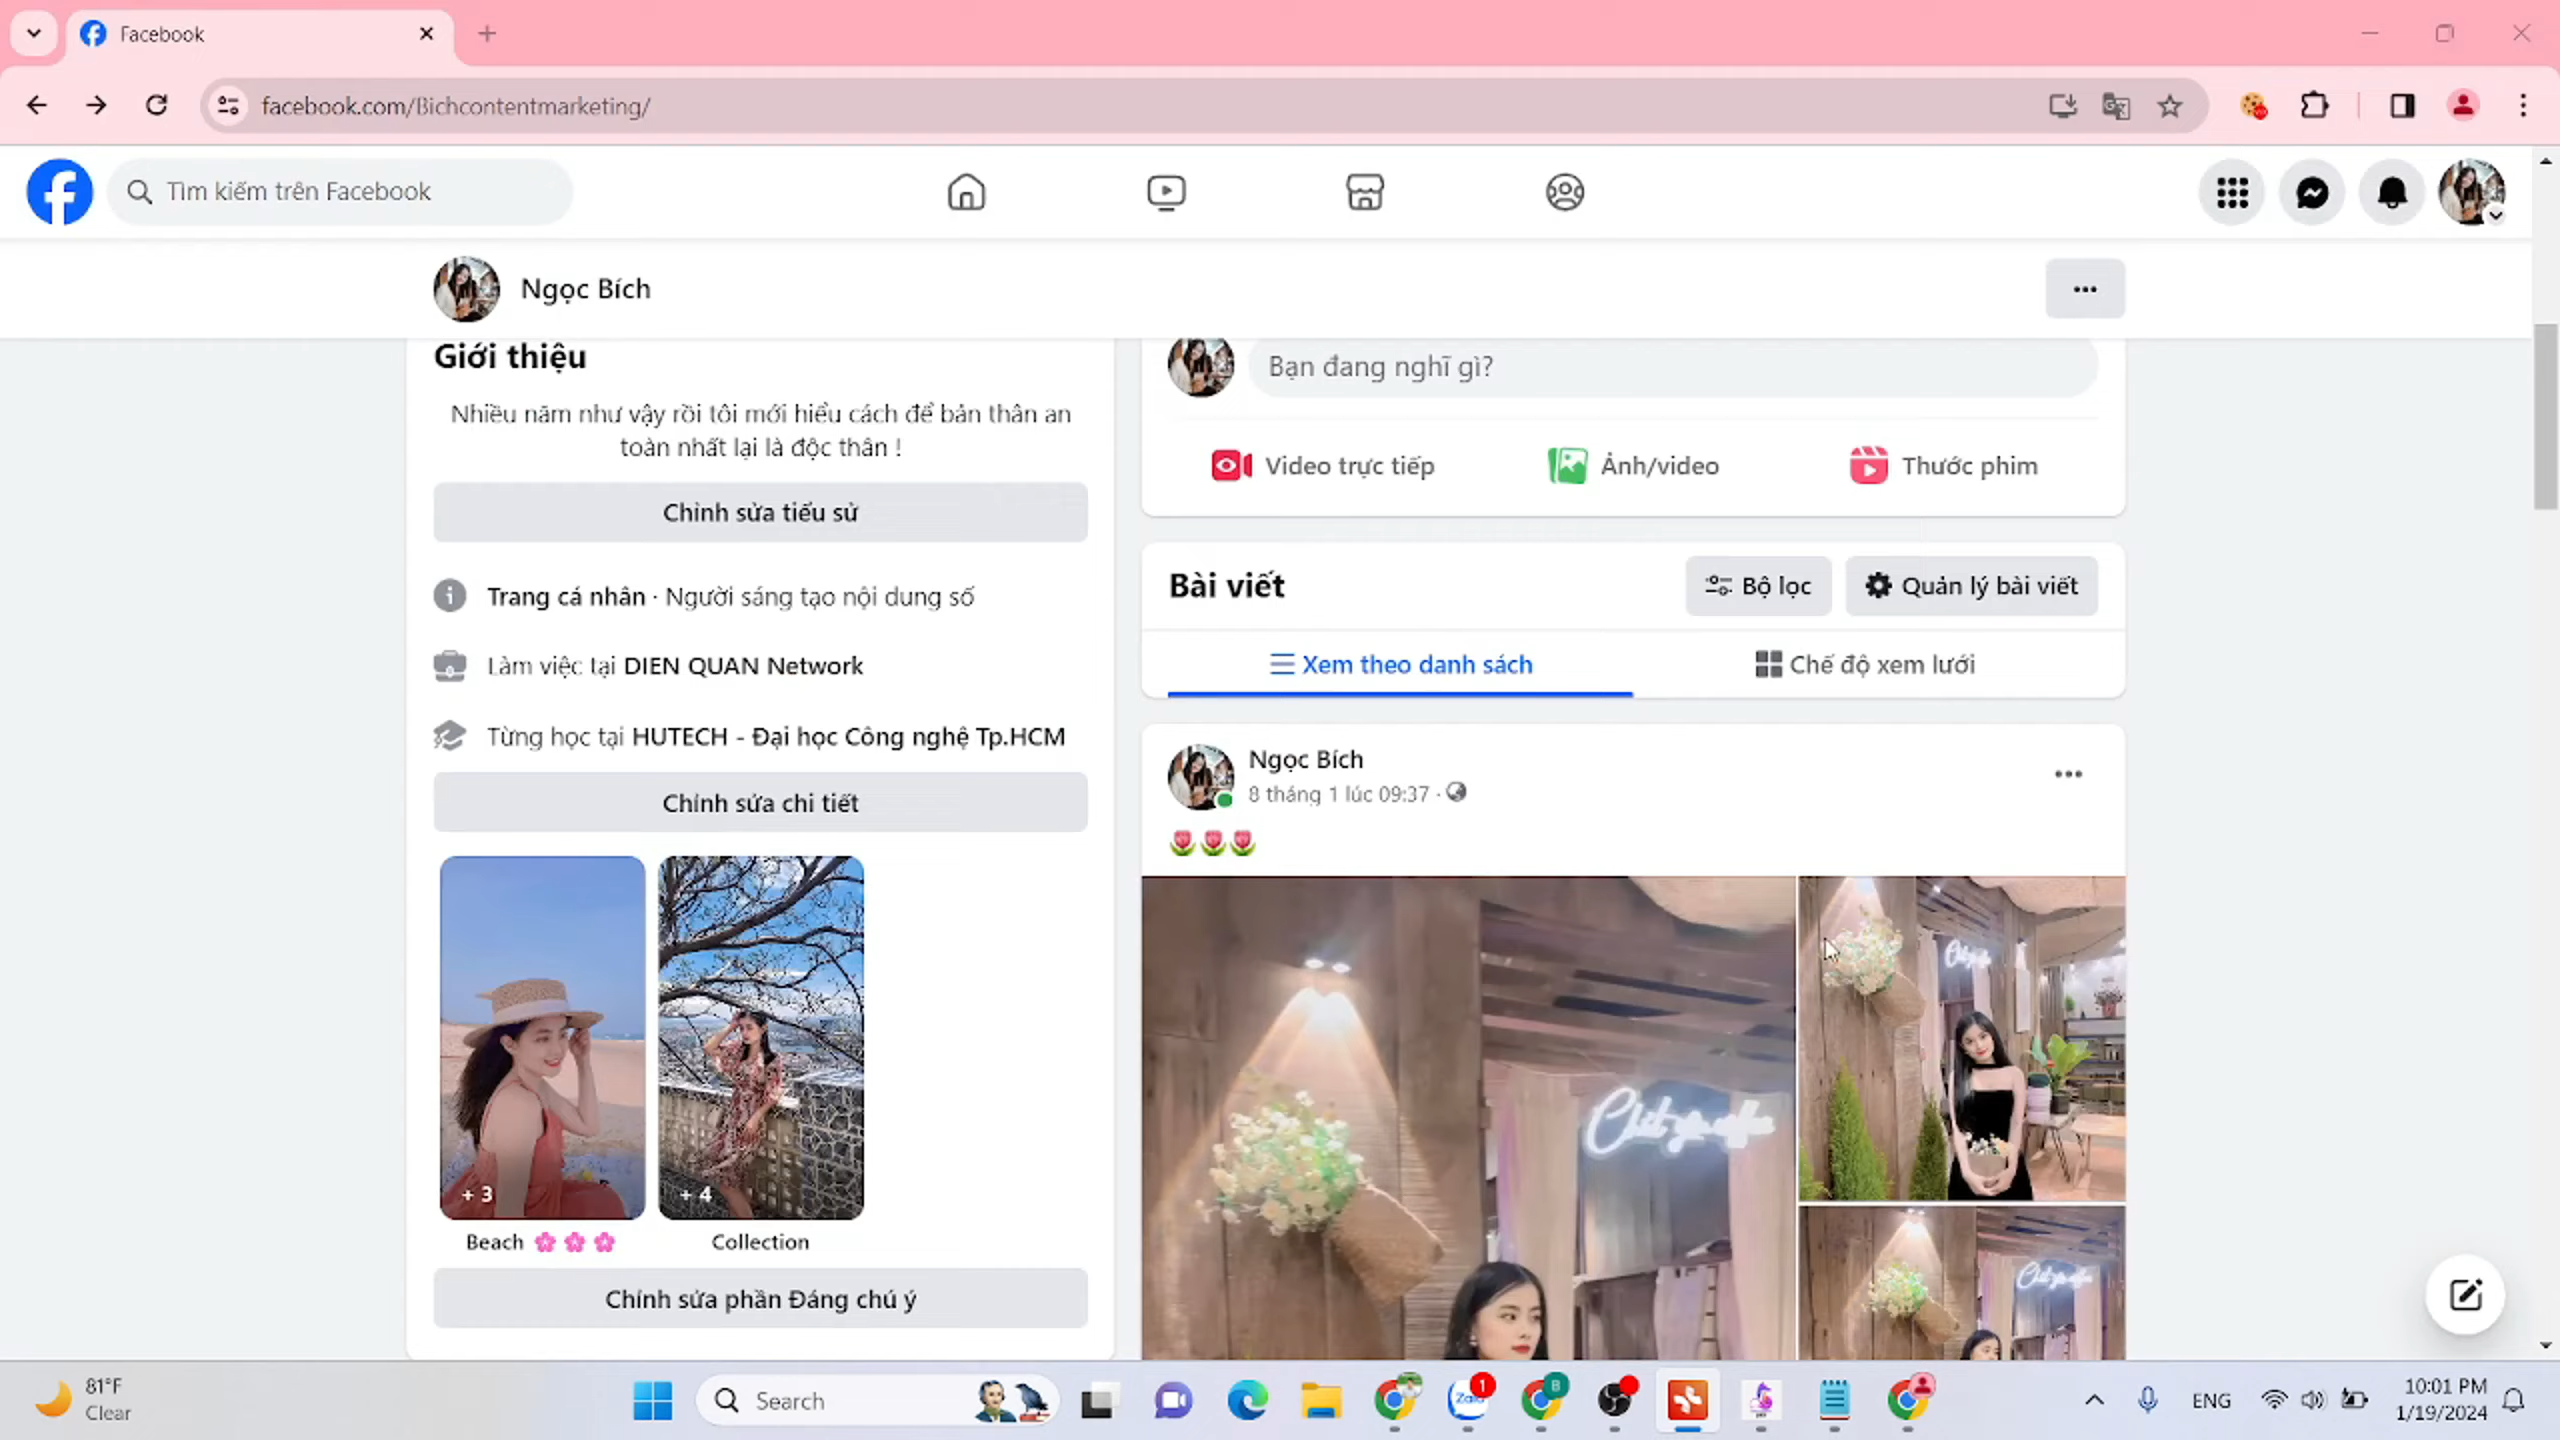 Facebook
facebook.com/Bichcontentmarketing/
Tìm kiếm trên Facebook
Ngọc Bích
Giới thiệu
Nhiều năm như vậy rồi tôi mới hiểu cách để bản thân an
toàn nhất lại là độc thân !
Chỉnh sửa tiểu sử
Trang cá nhân · Người sáng tạo nội dung số
Làm việc tại DIEN QUAN Network
Từng học tại HUTECH - Đại học Công nghệ Tp.HCM
Chỉnh sửa chi tiết
+ 3
+ 4
Beach 🌸 🌸 🌸
Collection
Chỉnh sửa phần Đáng chú ý
Bạn đang nghĩ gì?
Video trực tiếp
Ảnh/video
Thước phim
Bài viết
Bộ lọc
Quản lý bài viết
Xem theo danh sách
Chế độ xem lưới
Ngọc Bích
8 tháng 1 lúc 09:37 ·
🌷🌷🌷
81°F
Clear
Search
Zalo
1
B
ENG
10:01 PM
1/19/2024